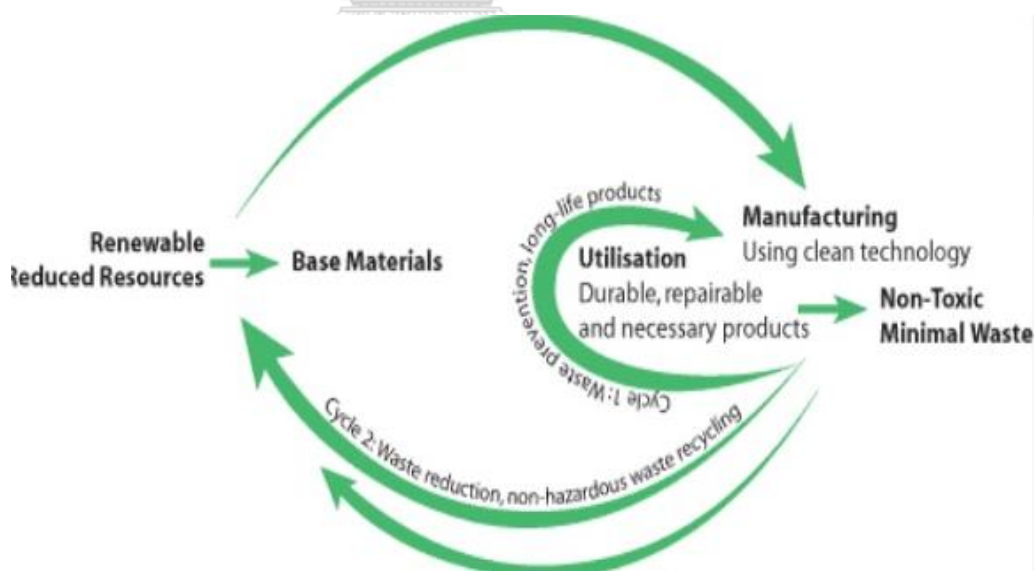 Renewable
Reduced Resources
Base Materials
Cycle 1: Waste prevention, long-life products
Utilisation
Durable, repairable
and necessary products
Manufacturing
Using clean technology
Non-Toxic
Minimal Waste
Cycle 2: Waste reduction, non-hazardous waste recycling